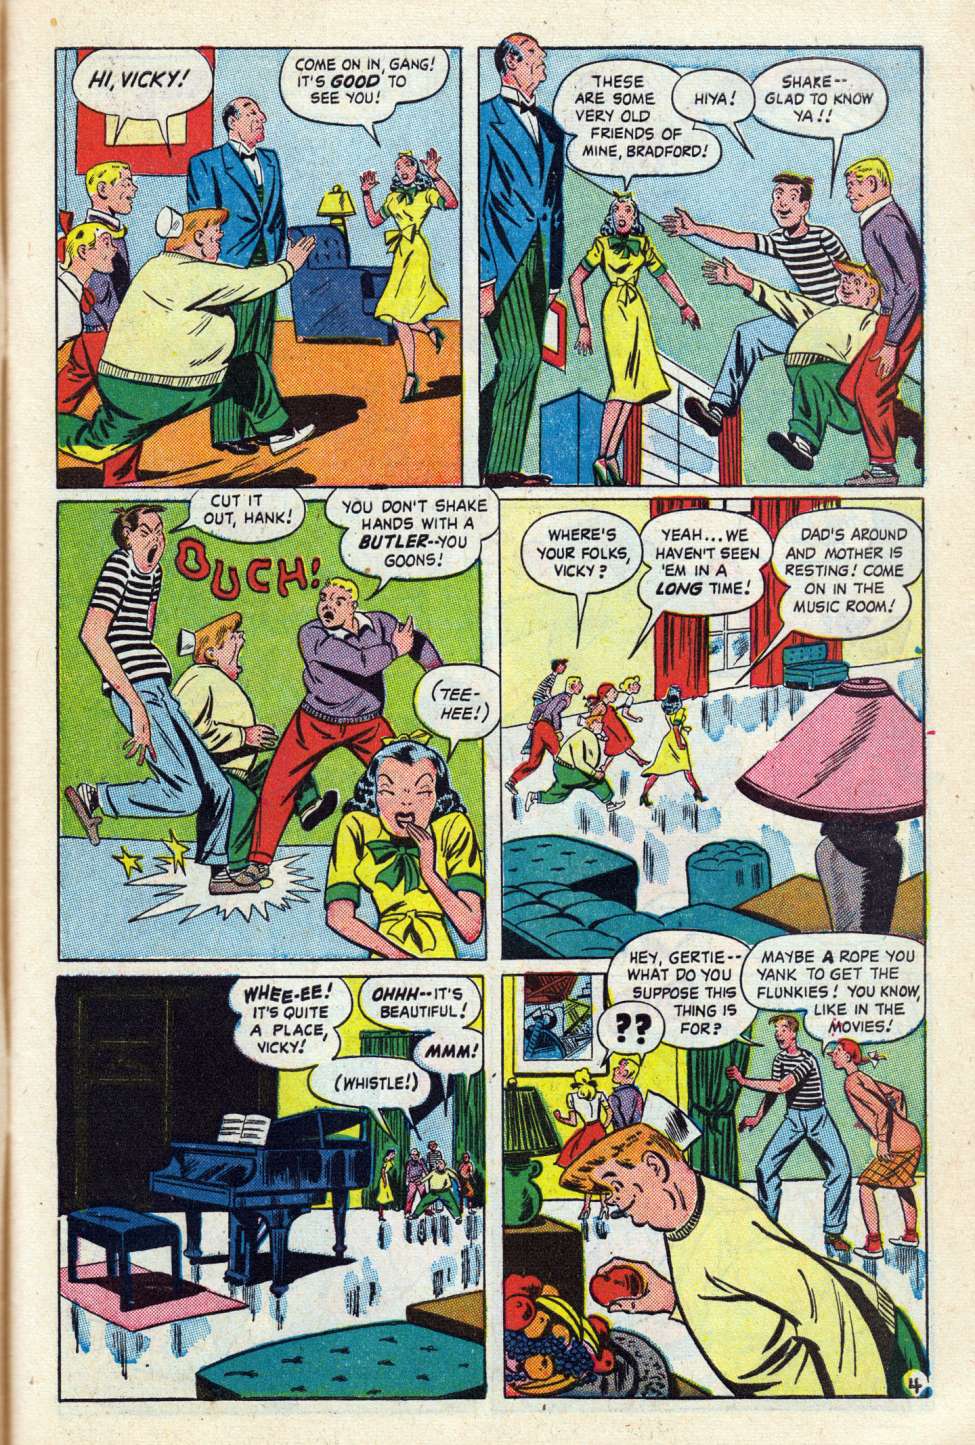 HI, VICKY!
COME ON IN, GANG!
IT'S GOOD TO
SEE YOU!
THESE
ARE SOME
VERY OLD
FRIENDS OF
MINE, BRADFORD!
HIYA!
SHAKE--
GLAD TO KNOW
YA!!
CUT IT
OUT, HANK!
OUCH!
YOU DON'T SHAKE
HANDS WITH A
BUTLER--YOU
GOONS!
(TEE-
HEE!)
WHERE'S
YOUR FOLKS,
VICKY?
YEAH...WE
HAVEN'T SEEN
'EM IN A
LONG TIME!
DAD'S AROUND
AND MOTHER IS
RESTING! COME
ON IN THE
MUSIC ROOM!
WHEE-EE!
IT'S QUITE
A PLACE,
VICKY!
OHHH--IT'S
BEAUTIFUL!
(WHISTLE!)
MMM!
??
HEY, GERTIE--
WHAT DO YOU
SUPPOSE THIS
THING IS
FOR?
MAYBE A ROPE YOU
YANK TO GET THE
FLUNKIES! YOU KNOW,
LIKE IN THE
MOVIES!
4